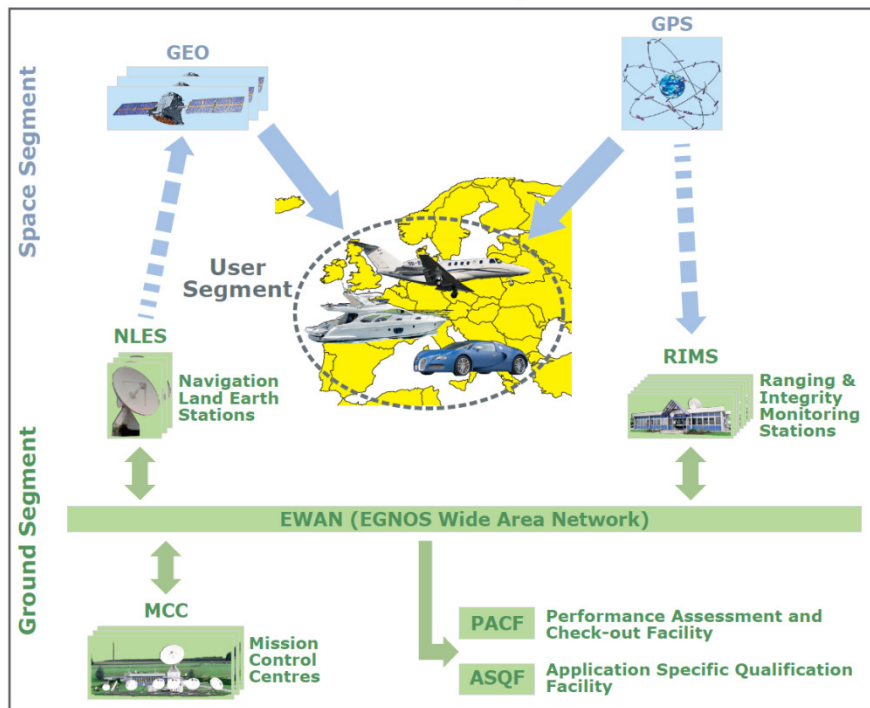 GEO
GPS
Space Segment
User
Segment
NLES
Navigation
Land Earth
Stations
RIMS
Ranging &
Integrity
Monitoring
Stations
Ground Segment
EWAN (EGNOS Wide Area Network)
MCC
Mission
Control
Centres
PACF
Performance Assessment and
Check-out Facility
ASQF
Application Specific Qualification
Facility